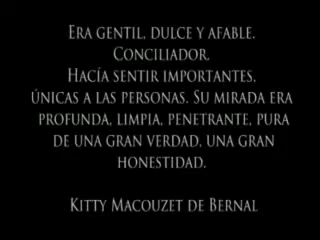 Era gentil, dulce y afable.
Conciliador.
Hacía sentir importantes,
únicas a las personas. Su mirada era
profunda, limpia, penetrante, pura
de una gran verdad, una gran
honestidad.
Kitty Macouzet de Bernal